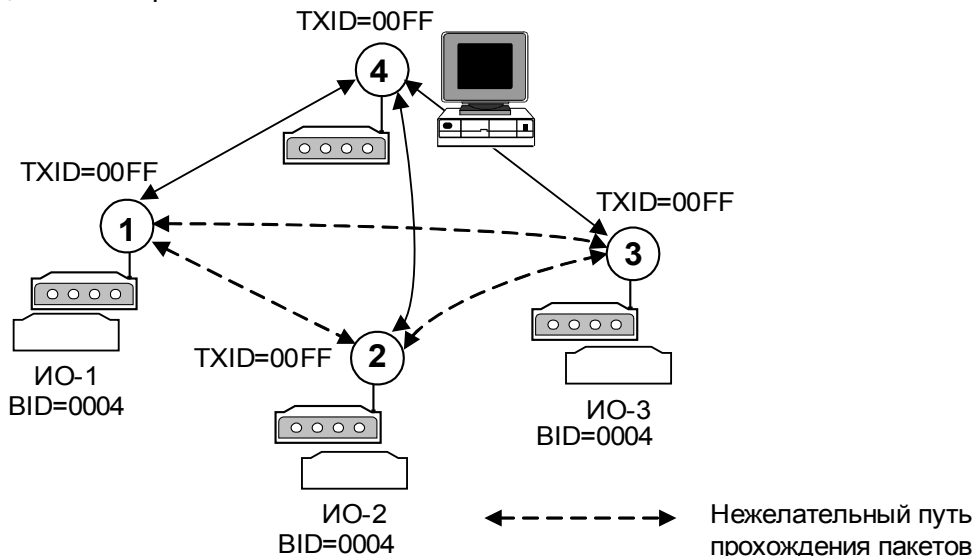 TXID=00FF
4
TXID=00FF
1
TXID=00FF
3
TXID=00FF
2
ИО-1
BID=0004
ИО-3
BID=0004
ИО-2
BID=0004
Нежелательный путь
прохождения пакетов